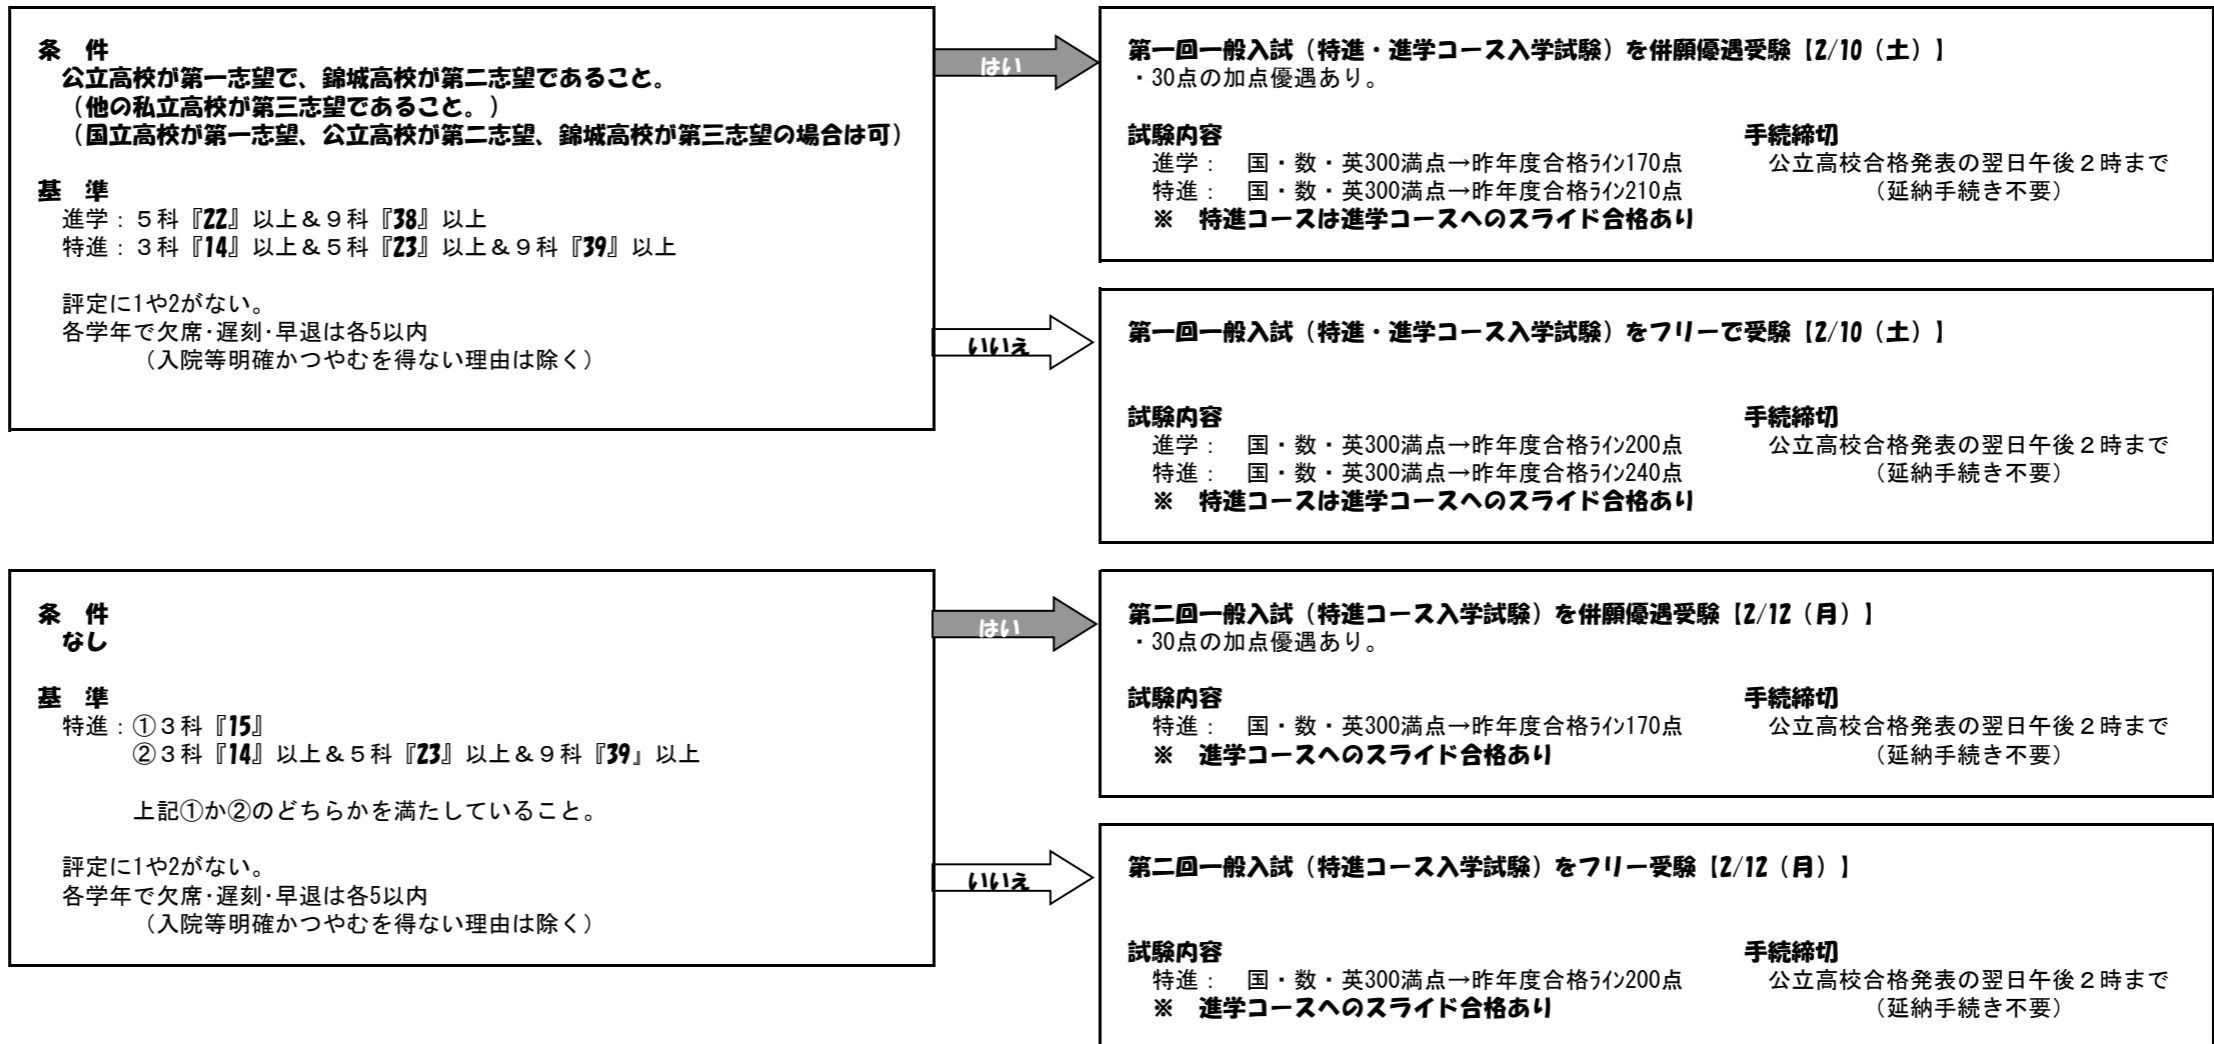 条　件
公立高校が第一志望で、錦城高校が第二志望であること。
（他の私立高校が第三志望であること。）
（国立高校が第一志望、公立高校が第二志望、錦城高校が第三志望の場合は可）
基　準
進学：５科『22』以上＆９科『38』以上
特進：３科『14』以上＆５科『23』以上＆９科『39』以上
評定に1や2がない。
各学年で欠席･遅刻･早退は各5以内
（入院等明確かつやむを得ない理由は除く）
はい
第一回一般入試（特進・進学コース入学試験）を併願優遇受験【2/10（土）】
・30点の加点優遇あり。
試験内容　手続締切
進学：　国・数・英300満点→昨年度合格ﾗｲﾝ170点　公立高校合格発表の翌日午後２時まで
特進：　国・数・英300満点→昨年度合格ﾗｲﾝ210点　（延納手続き不要）
※　特進コースは進学コースへのスライド合格あり
いいえ
第一回一般入試（特進・進学コース入学試験）をフリーで受験【2/10（土）】
試験内容　手続締切
進学：　国・数・英300満点→昨年度合格ﾗｲﾝ200点　公立高校合格発表の翌日午後２時まで
特進：　国・数・英300満点→昨年度合格ﾗｲﾝ240点　（延納手続き不要）
※　特進コースは進学コースへのスライド合格あり
条　件
なし
基　準
特進：①３科『15』
②３科『14』以上＆５科『23』以上＆９科『39』以上
上記①か②のどちらかを満たしていること。
評定に1や2がない。
各学年で欠席･遅刻･早退は各5以内
（入院等明確かつやむを得ない理由は除く）
はい
第二回一般入試（特進コース入学試験）を併願優遇受験【2/12（月）】
・30点の加点優遇あり。
試験内容　手続締切
特進：　国・数・英300満点→昨年度合格ﾗｲﾝ170点　公立高校合格発表の翌日午後２時まで
※　進学コースへのスライド合格あり　（延納手続き不要）
いいえ
第二回一般入試（特進コース入学試験）をフリー受験【2/12（月）】
試験内容　手続締切
特進：　国・数・英300満点→昨年度合格ﾗｲﾝ200点　公立高校合格発表の翌日午後２時まで
※　進学コースへのスライド合格あり　（延納手続き不要）